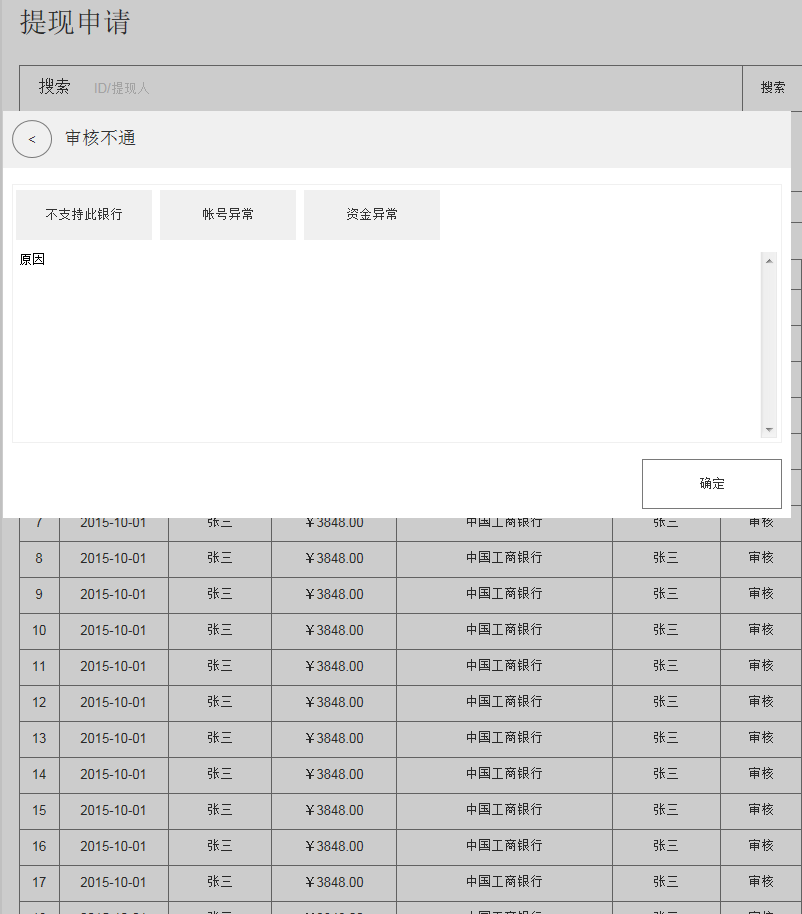 提现申请
搜索 ID/提现人 搜索
< 审核不通
不支持此银行 帐号异常 资金异常
原因
确定
7 2015-10-01 张三 ￥3848.00 中国工商银行 张三 审核
8 2015-10-01 张三 ￥3848.00 中国工商银行 张三 审核
9 2015-10-01 张三 ￥3848.00 中国工商银行 张三 审核
10 2015-10-01 张三 ￥3848.00 中国工商银行 张三 审核
11 2015-10-01 张三 ￥3848.00 中国工商银行 张三 审核
12 2015-10-01 张三 ￥3848.00 中国工商银行 张三 审核
13 2015-10-01 张三 ￥3848.00 中国工商银行 张三 审核
14 2015-10-01 张三 ￥3848.00 中国工商银行 张三 审核
15 2015-10-01 张三 ￥3848.00 中国工商银行 张三 审核
16 2015-10-01 张三 ￥3848.00 中国工商银行 张三 审核
17 2015-10-01 张三 ￥3848.00 中国工商银行 张三 审核